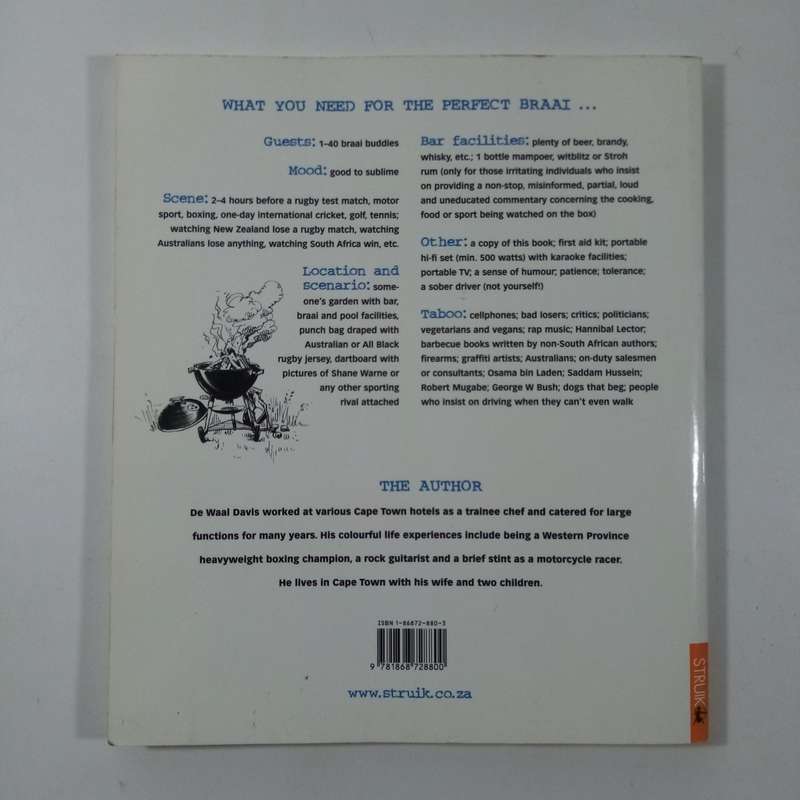 WHAT YOU NEED FOR THE PERFECT BRAAI ...
Guests: 1–40 braai buddies
Mood: good to sublime
Scene: 2–4 hours before a rugby test match, motor
sport, boxing, one-day international cricket, golf, tennis;
watching New Zealand lose a rugby match, watching
Australians lose anything, watching South Africa win, etc.
Location and
scenario: some-
one's garden with bar,
braai and pool facilities,
punch bag draped with
Australian or All Black
rugby jersey, dartboard with
pictures of Shane Warne or
any other sporting
rival attached
Bar facilities: plenty of beer, brandy,
whisky, etc.; 1 bottle mampoer, witblitz or Stroh
rum (only for those irritating individuals who insist
on providing a non-stop, misinformed, partial, loud
and uneducated commentary concerning the cooking,
food or sport being watched on the box)
Other: a copy of this book; first aid kit; portable
hi-fi set (min. 500 watts) with karaoke facilities;
portable TV; a sense of humour; patience; tolerance;
a sober driver (not yourself!)
Taboo: cellphones; bad losers; critics; politicians;
vegetarians and vegans; rap music; Hannibal Lector;
barbecue books written by non-South African authors;
firearms; graffiti artists; Australians; on-duty salesmen
or consultants; Osama bin Laden; Saddam Hussein;
Robert Mugabe; George W Bush; dogs that beg; people
who insist on driving when they can't even walk
THE AUTHOR
De Waal Davis worked at various Cape Town hotels as a trainee chef and catered for large
functions for many years. His colourful life experiences include being a Western Province
heavyweight boxing champion, a rock guitarist and a brief stint as a motorcycle racer.
He lives in Cape Town with his wife and two children.
ISBN 1-86872-880-3
9 781868 728800
www.struik.co.za
STRUIK